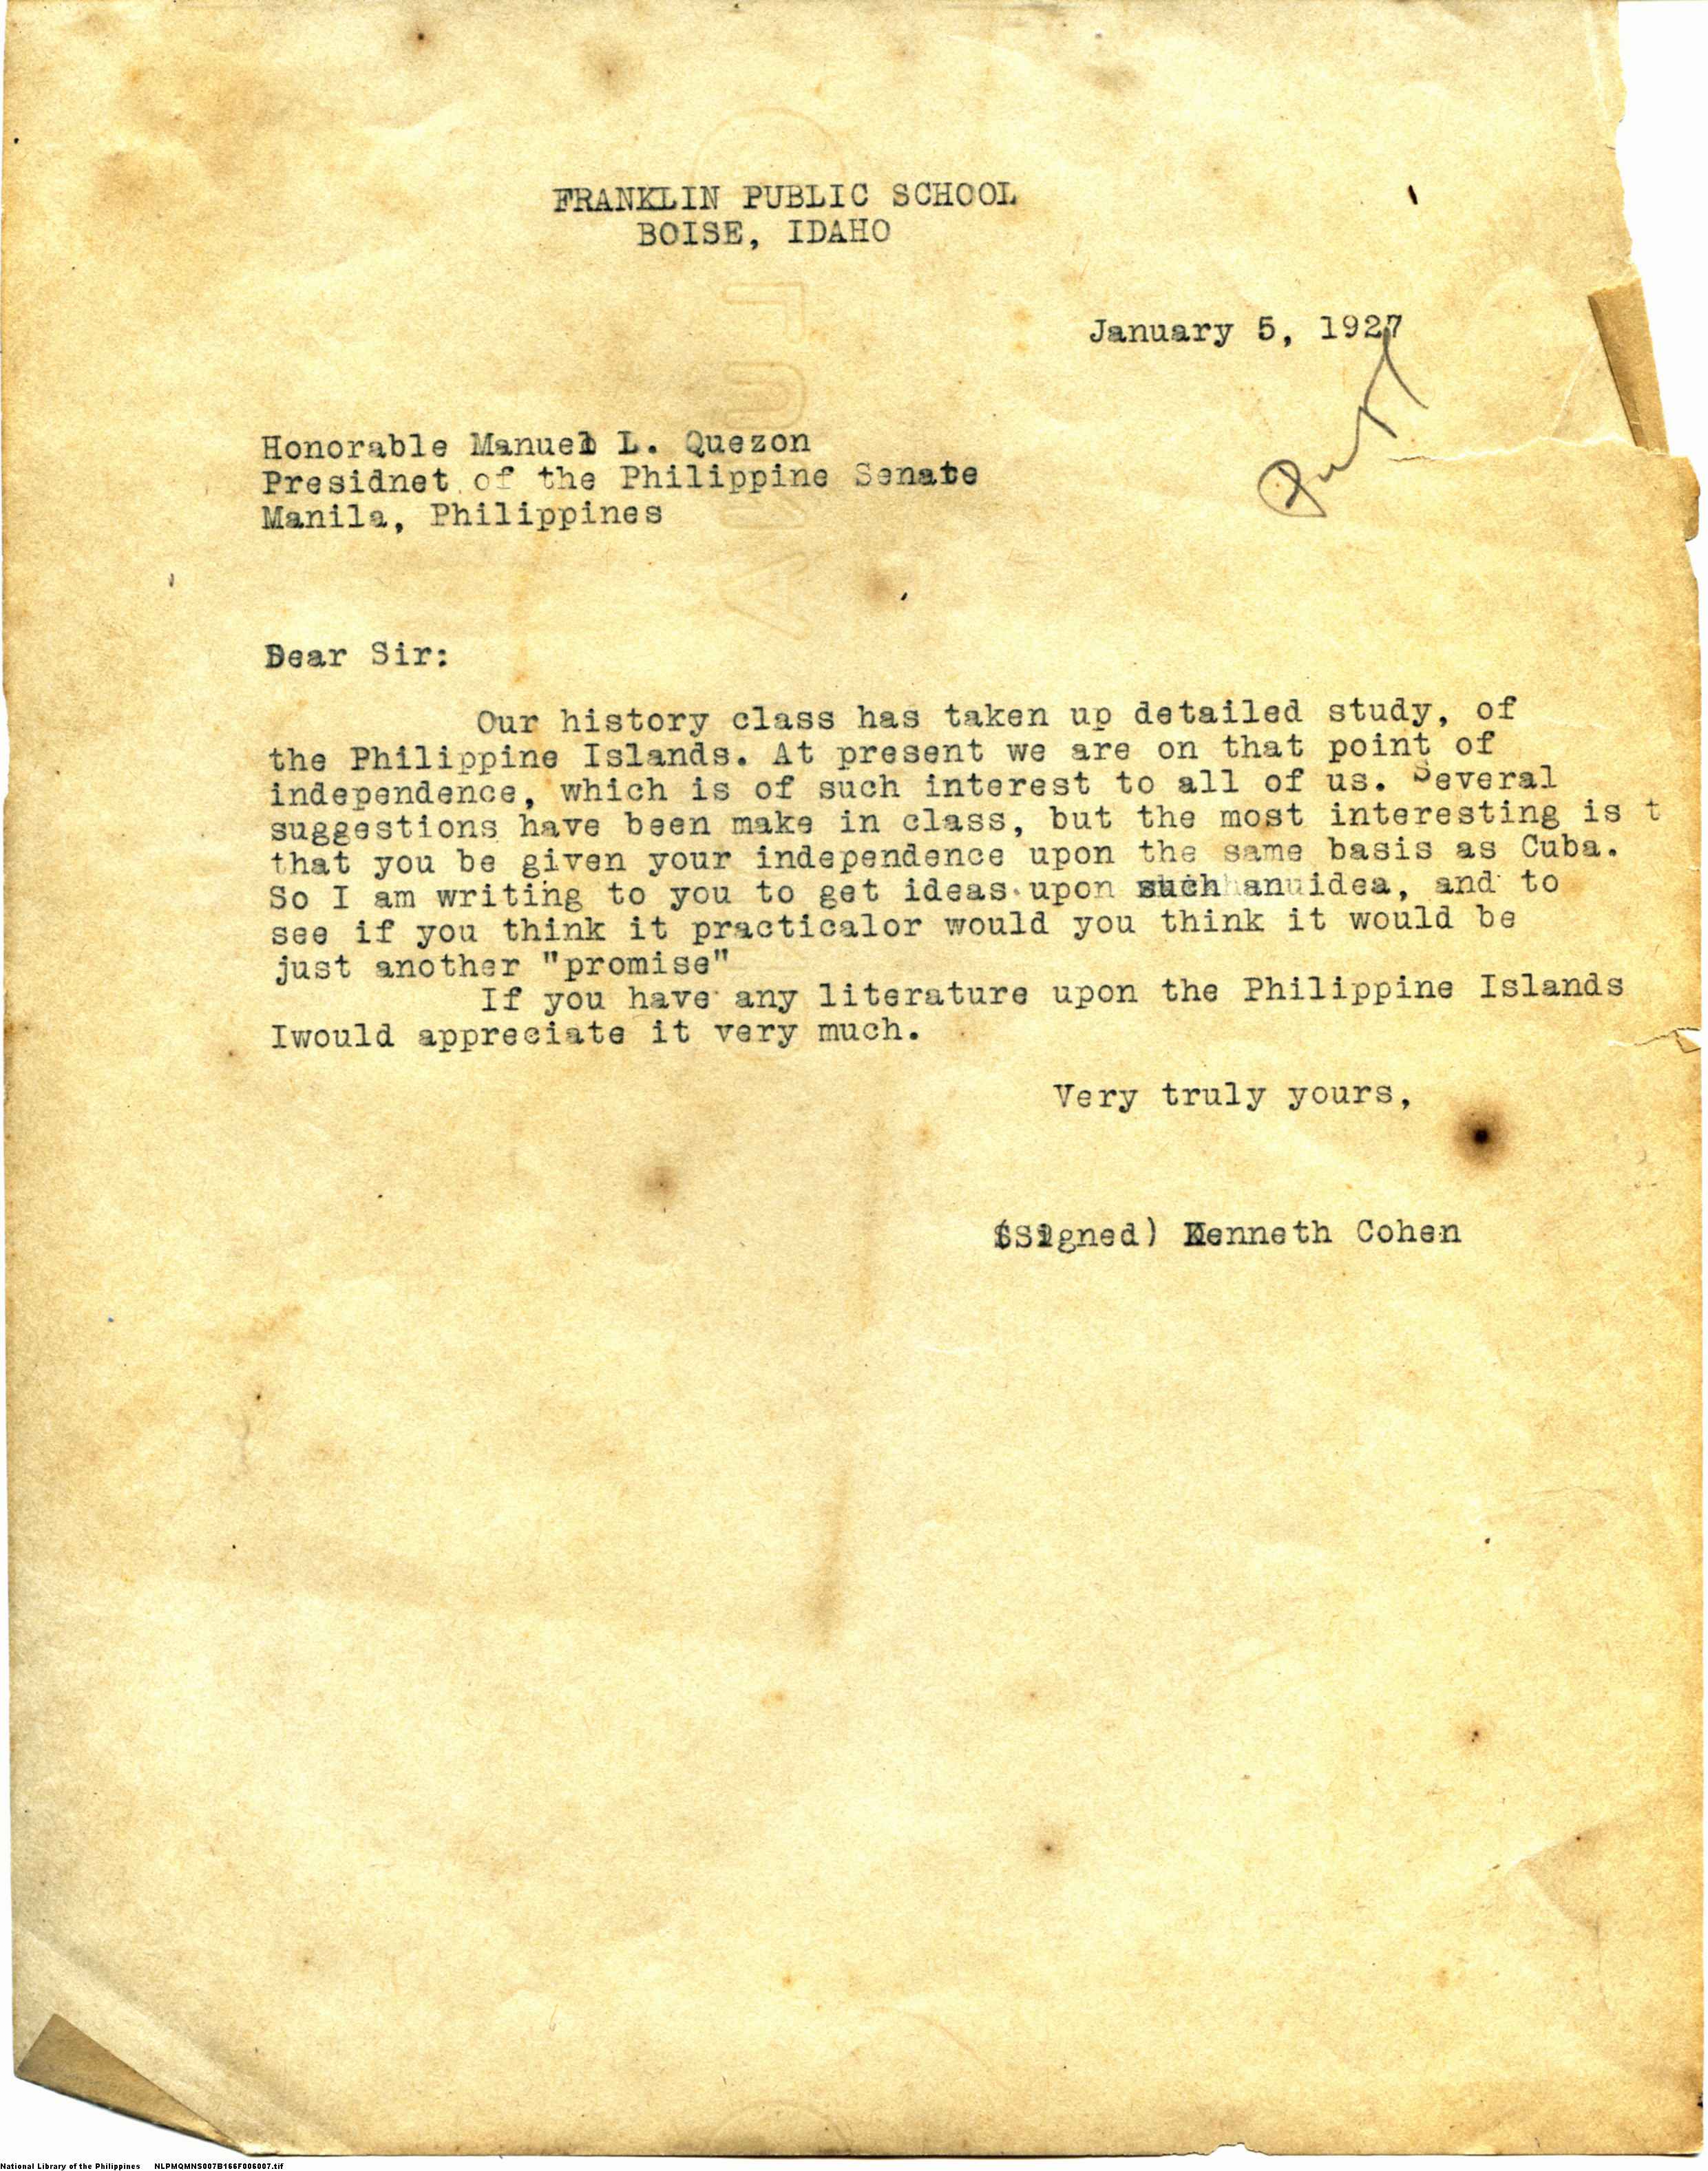 FRANKLIN PUBLIC SCHOOL
BOISE, IDAHO
January 5, 1927
Honorable Manuel L. Quezon
Presidnet of the Philippine Senate
Manila, Philippines
Dear Sir:
Our history class has taken up detailed study, of
the Philippine Islands. At present we are on that point of
independence, which is of such interest to all of us. Several
suggestions have been make in class, but the most interesting is t
that you be given your independence upon the same basis as Cuba.
So I am writing to you to get ideas upon such an idea, and to
see if you think it practicalor would you think it would be
just another "promise"
If you have any literature upon the Philippine Islands
Iwould appreciate it very much.
Very truly yours,
(Signed) Kenneth Cohen
National Library of the Philippines NLPMQMNS007B166F006007.tif